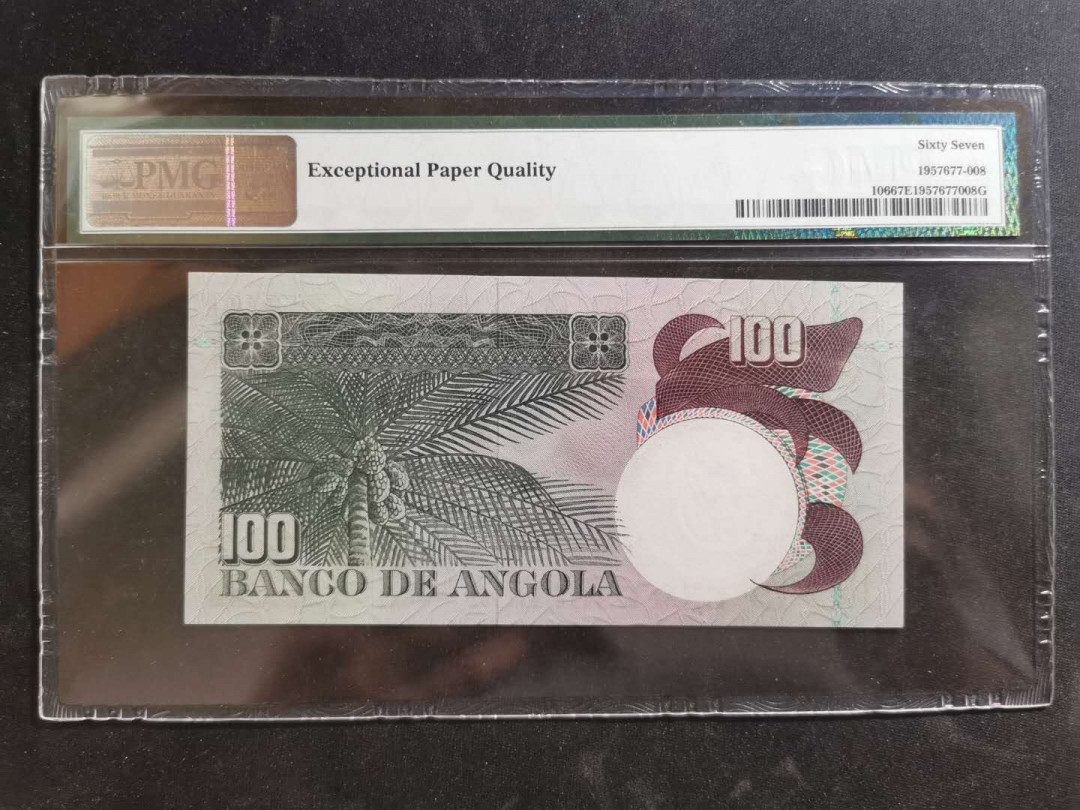 PMG
Exceptional Paper Quality
Sixty Seven
1957677-008
10667E1957677008G
100
100
BANCO DE ANGOLA